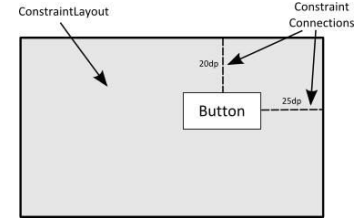 ConstraintLayout
Constraint
Connections
20dp
25dp
Button